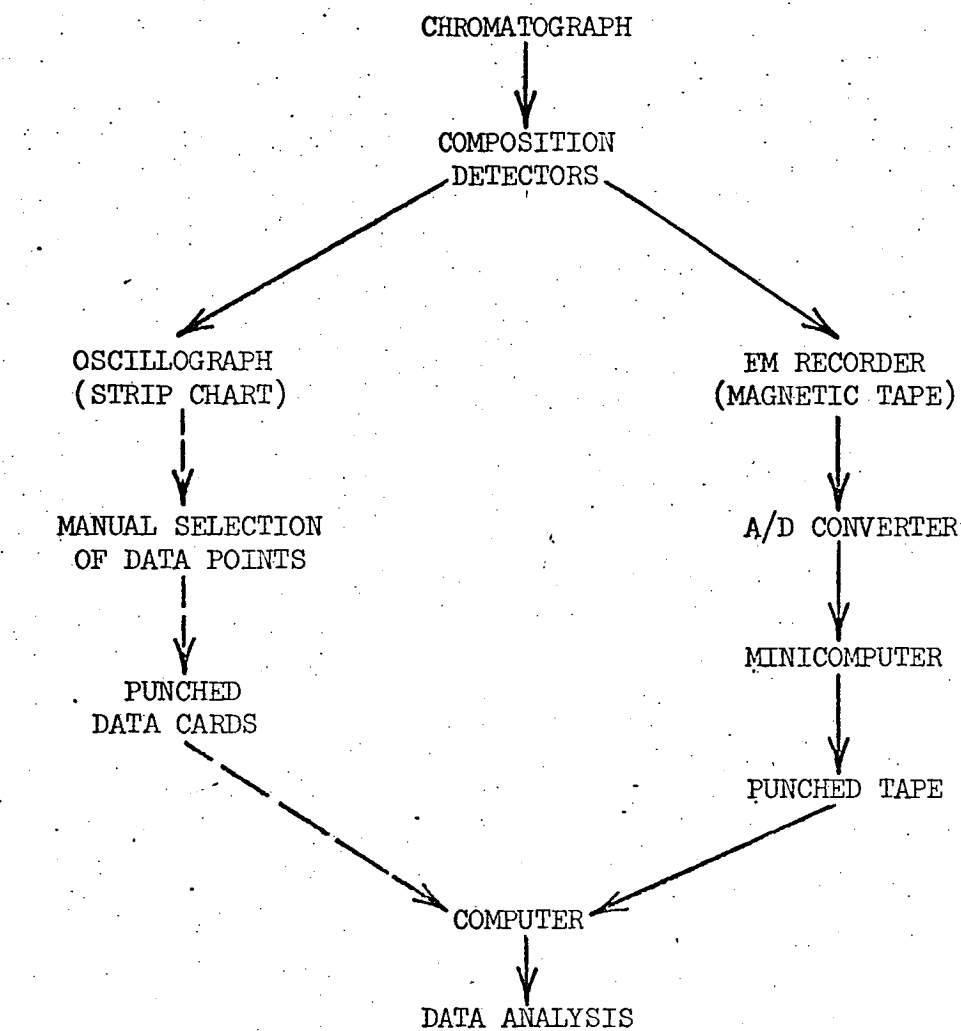 CHROMATOGRAPH
COMPOSITION
DETECTORS
OSCILLOGRAPH
(STRIP CHART)
FM RECORDER
(MAGNETIC TAPE)
MANUAL SELECTION
OF DATA POINTS
A/D CONVERTER
MINICOMPUTER
PUNCHED
DATA CARDS
PUNCHED TAPE
COMPUTER
DATA ANALYSIS